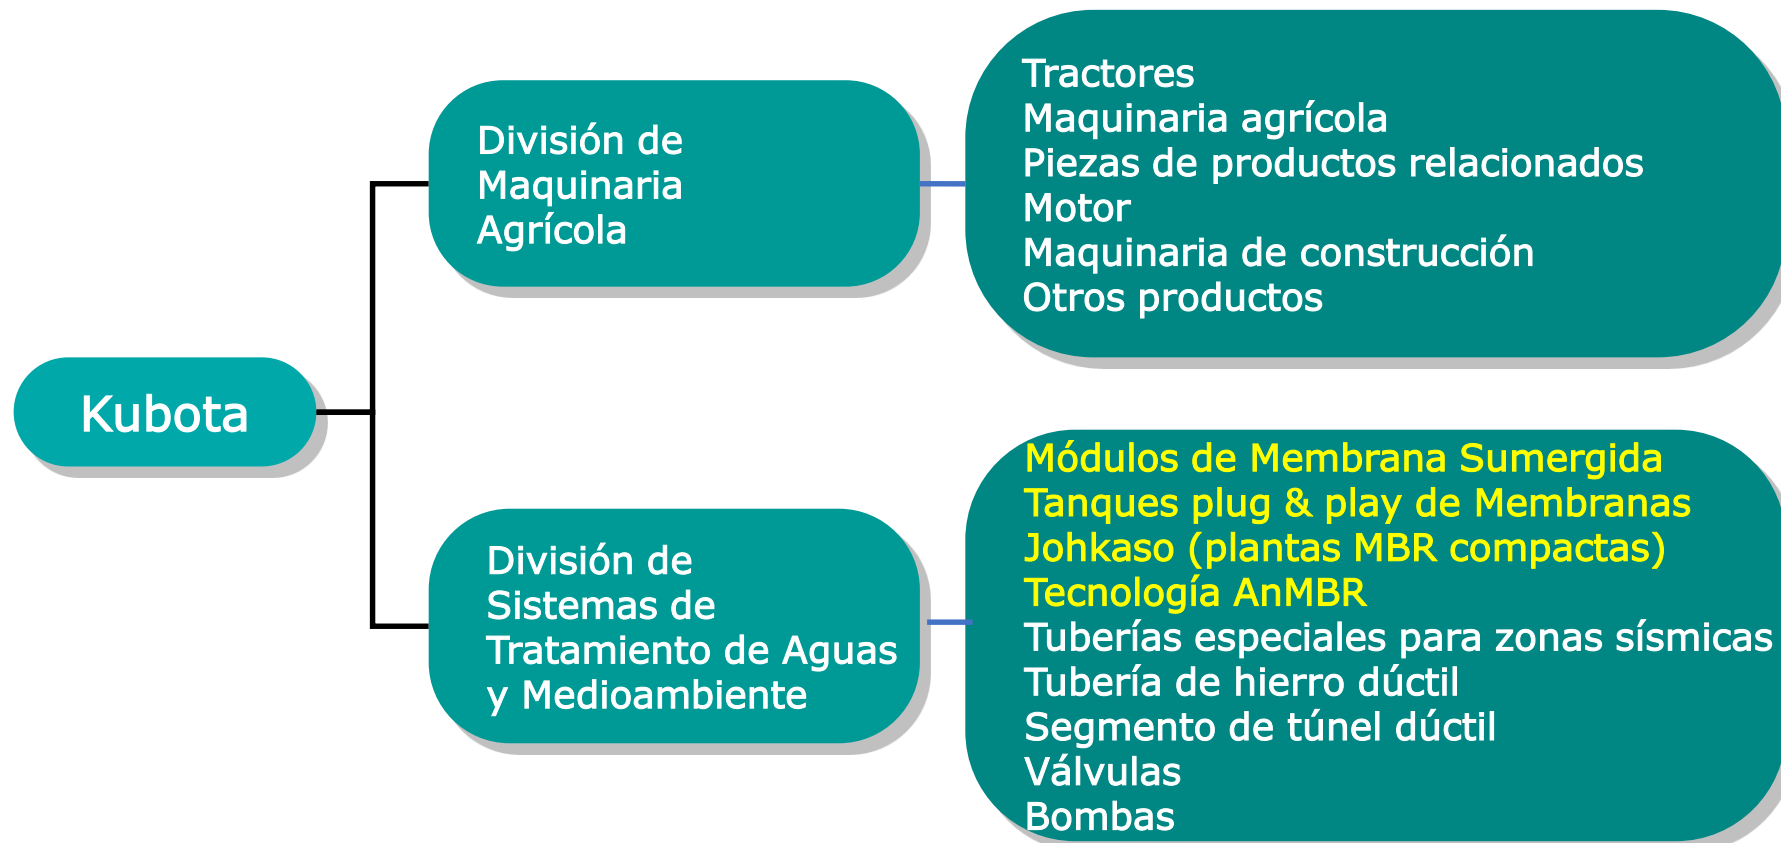 Kubota
División de
Maquinaria
Agrícola
Tractores
Maquinaria agrícola
Piezas de productos relacionados
Motor
Maquinaria de construcción
Otros productos
División de
Sistemas de
Tratamiento de Aguas
y Medioambiente
Módulos de Membrana Sumergida
Tanques plug & play de Membranas
Johkaso (plantas MBR compactas)
Tecnología AnMBR
Tuberías especiales para zonas sísmicas
Tubería de hierro dúctil
Segmento de túnel dúctil
Válvulas
Bombas